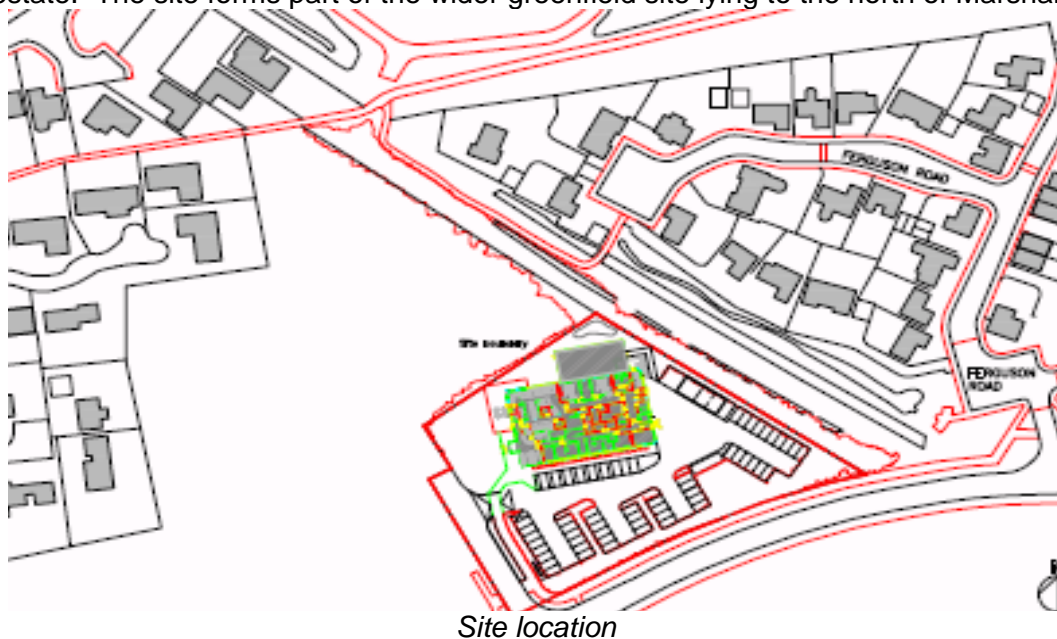 estate. The site forms part of the wider greenfield site lying to the north of Marshal
FERGUSON ROAD
Site boundary
FERGUSON
ROAD
Site location